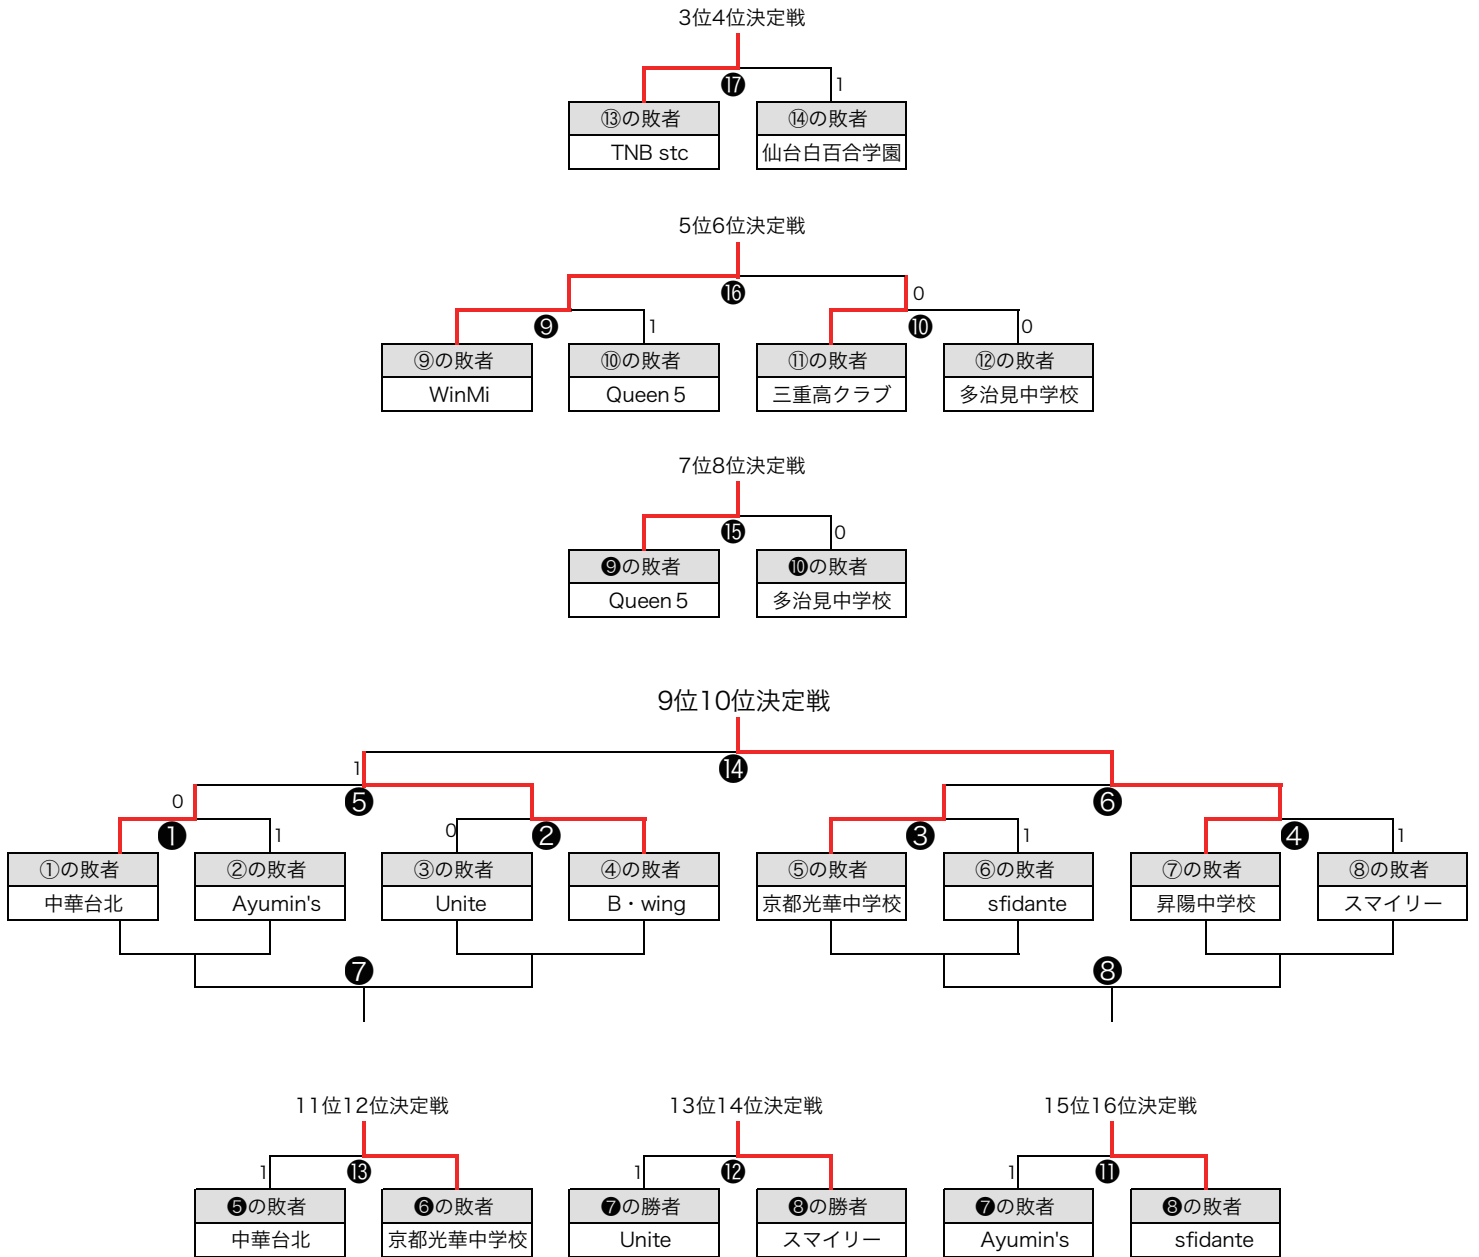 3位4位決定戦
⓱ 1
⑬の敗者 ⑭の敗者
TNB stc 仙台白百合学園
5位6位決定戦
⓰ 0
❾ 1 ❿ 0
⑨の敗者 ⑩の敗者 ⑪の敗者 ⑫の敗者
WinMi Queen 5 三重高クラブ 多治見中学校
7位8位決定戦
⓯ 0
❾の敗者 ❿の敗者
Queen 5 多治見中学校
9位10位決定戦
1 ⓮
0 ❺ ❻
❶ 1 0 ❷ ❸ 1 ❹ 1
①の敗者 ②の敗者 ③の敗者 ④の敗者 ⑤の敗者 ⑥の敗者 ⑦の敗者 ⑧の敗者
中華台北 Ayumin's Unite B・wing 京都光華中学校 sfidante 昇陽中学校 スマイリー
❼ ❽
11位12位決定戦 13位14位決定戦 15位16位決定戦
1 ⓭ 1 ⓬ 1 ⓫
❺の敗者 ❻の敗者 ❼の勝者 ❽の勝者 ❼の敗者 ❽の敗者
中華台北 京都光華中学校 Unite スマイリー Ayumin's sfidante